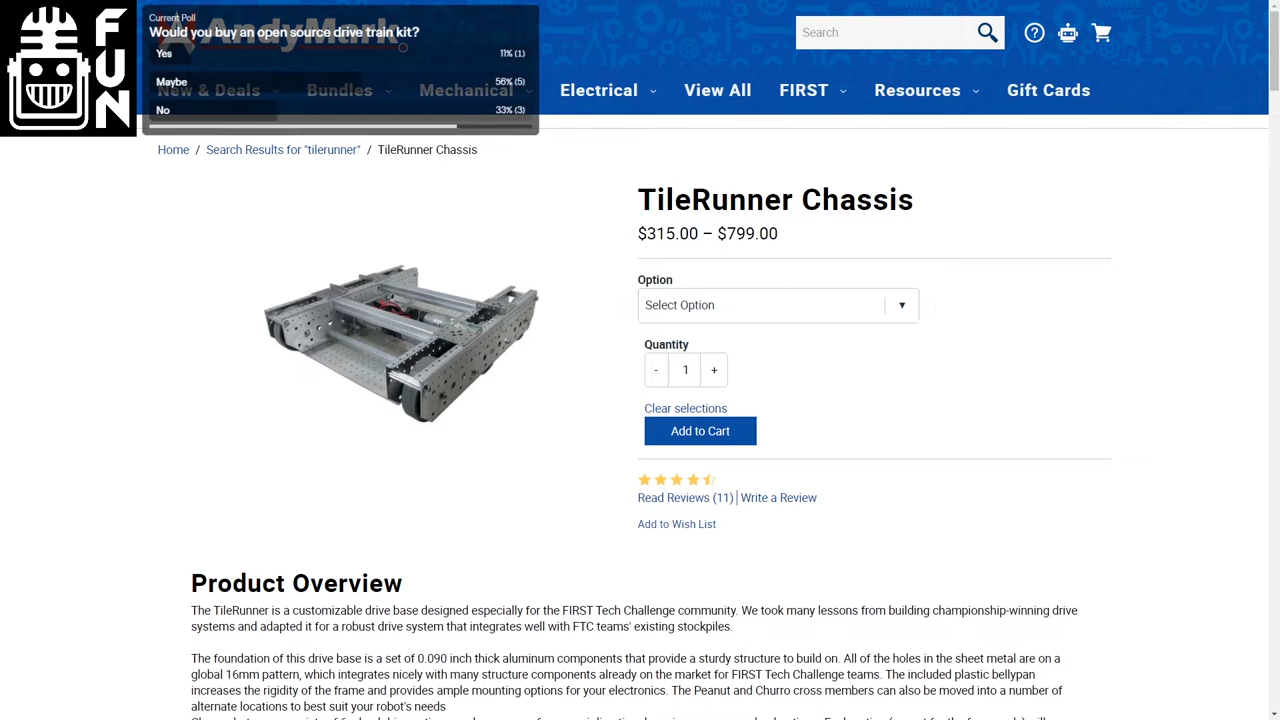 FUN
Current Poll
Would you buy an open source drive train kit?
Yes 11% (1)
Maybe 56% (5)
No 33% (3)
AndyMark
Search
New & Deals Bundles Mechanical Electrical View All FIRST Resources Gift Cards
Home / Search Results for "tilerunner" / TileRunner Chassis
TileRunner Chassis
$315.00 – $799.00
Option
Select Option
Quantity
- 1 +
Clear selections
Add to Cart
Read Reviews (11) | Write a Review
Add to Wish List
Product Overview
The TileRunner is a customizable drive base designed especially for the FIRST Tech Challenge community. We took many lessons from building championship-winning drive
systems and adapted it for a robust drive system that integrates well with FTC teams' existing stockpiles.
The foundation of this drive base is a set of 0.090 inch thick aluminum components that provide a sturdy structure to build on. All of the holes in the sheet metal are on a
global 16mm pattern, which integrates nicely with many structure components already on the market for FIRST Tech Challenge teams. The included plastic bellypan
increases the rigidity of the frame and provides ample mounting options for your electronics. The Peanut and Churro cross members can also be moved into a number of
alternate locations to best suit your robot's needs